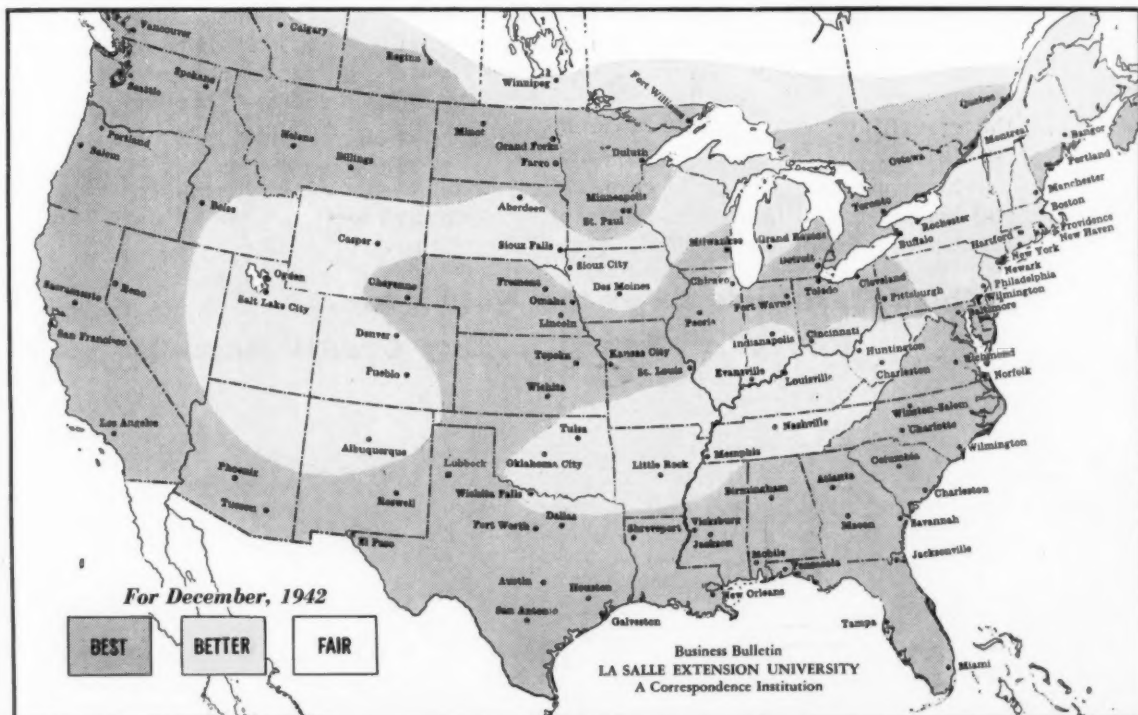 Vancouver
Calgary
Regina
Winnipeg
Fort William
Quebec
Spokane
Seattle
Minot
Grand Forks
Fargo
Duluth
Ottawa
Montreal
Bangor
Portland
Salem
Helena
Billings
Portland
Manchester
Boston
Boise
Aberdeen
Minneapolis
St. Paul
Toronto
Rochester
Buffalo
Hartford
Providence
New Haven
New York
Newark
Casper
Sioux Falls
Sioux City
Milwaukee
Grand Rapids
Detroit
Ogden
Salt Lake City
Cheyenne
Fremont
Omaha
Lincoln
Des Moines
Chicago
Fort Wayne
Toledo
Cleveland
Pittsburgh
Philadelphia
Wilmington
Baltimore
Sacramento
Reno
San Francisco
Denver
Pueblo
Topeka
Kansas City
Wichita
St. Louis
Peoria
Indianapolis
Cincinnati
Evansville
Louisville
Huntington
Charleston
Richmond
Norfolk
Los Angeles
Albuquerque
Tulsa
Oklahoma City
Little Rock
Memphis
Nashville
Winston-Salem
Charlotte
Wilmington
Columbia
Phoenix
Tucson
Roswell
Lubbock
Wichita Falls
Fort Worth
Dallas
Shreveport
Vicksburg
Jackson
Birmingham
Atlanta
Macon
Charleston
Savannah
Jacksonville
El Paso
Austin
Houston
San Antonio
Galveston
New Orleans
Mobile
Pensacola
Tampa
Miami
For December, 1942
BEST
BETTER
FAIR
Business Bulletin
LA SALLE EXTENSION UNIVERSITY
A Correspondence Institution